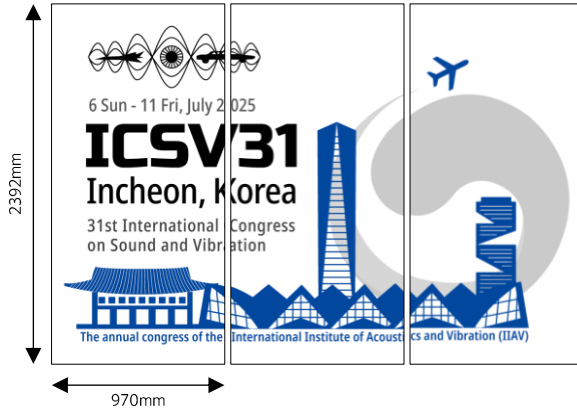 6 Sun - 11 Fri, July 2025
ICSV31
Incheon, Korea
31st International Congress
on Sound and Vibration
The annual congress of the International Institute of Acoustics and Vibration (IIAV)
2392mm
970mm